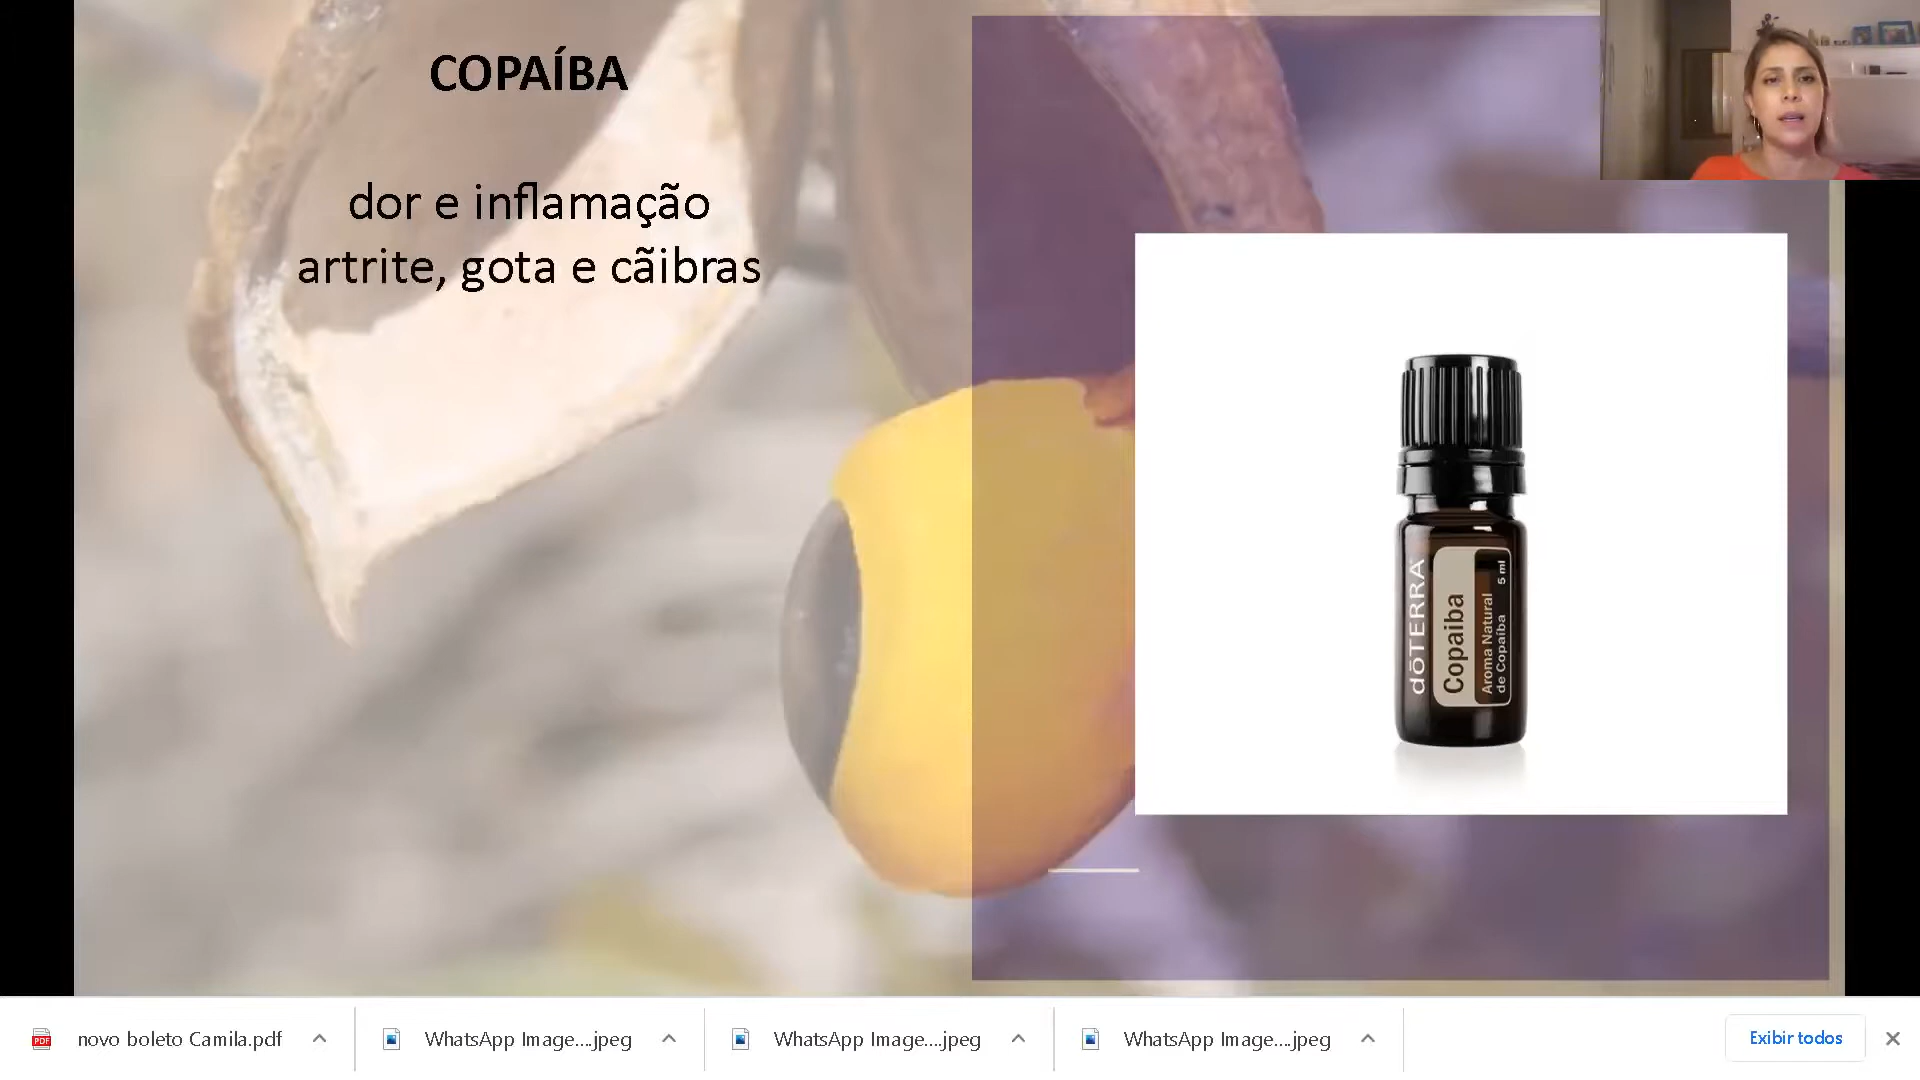 COPAÍBA
dor e inflamação
artrite, gota e cãibras
dōTERRA
Copaiba
Aroma Natural
de Copaíba
5 ml
novo boleto Camila.pdf
WhatsApp Image....jpeg
WhatsApp Image....jpeg
WhatsApp Image....jpeg
Exibir todos